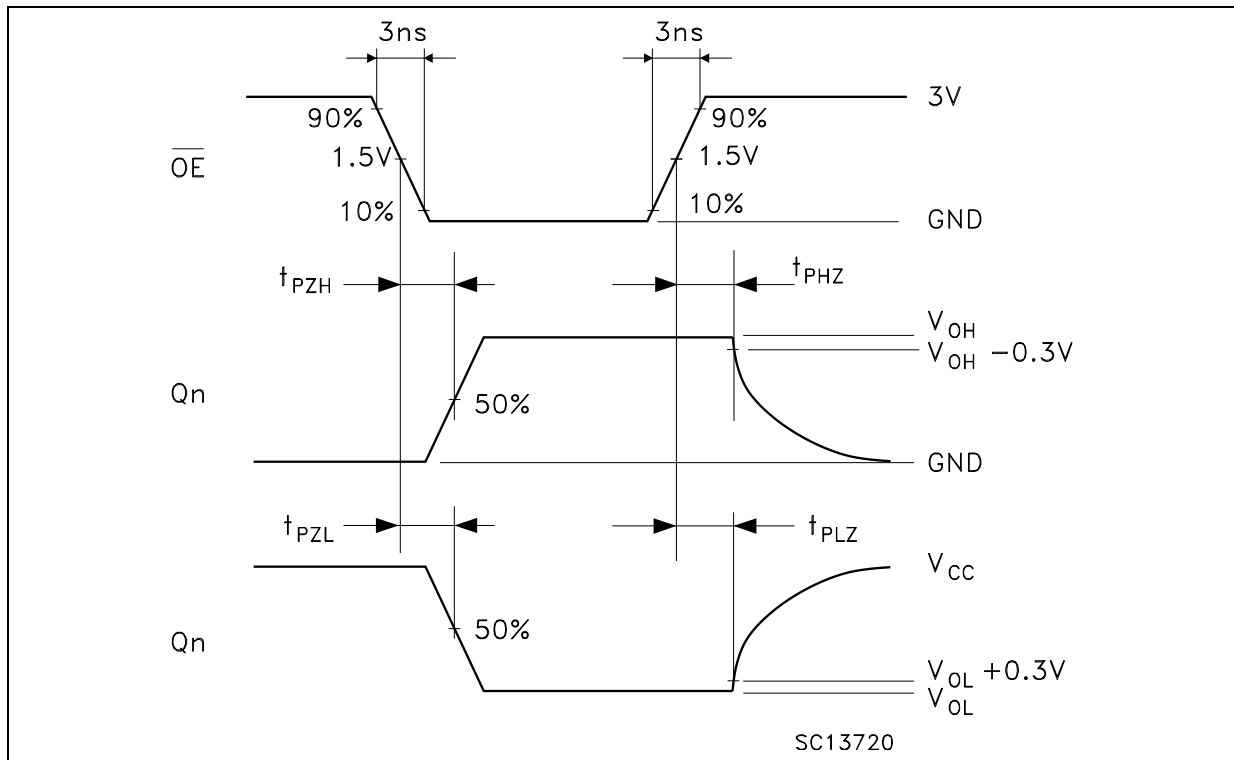 3ns 3ns
3V
90% 90%
1.5V 1.5V
OE
10% 10%
GND
tPZH tPHZ
VOH
VOH −0.3V
Qn
50%
GND
tPZL tPLZ
VCC
Qn 50%
VOL +0.3V
VOL
SC13720